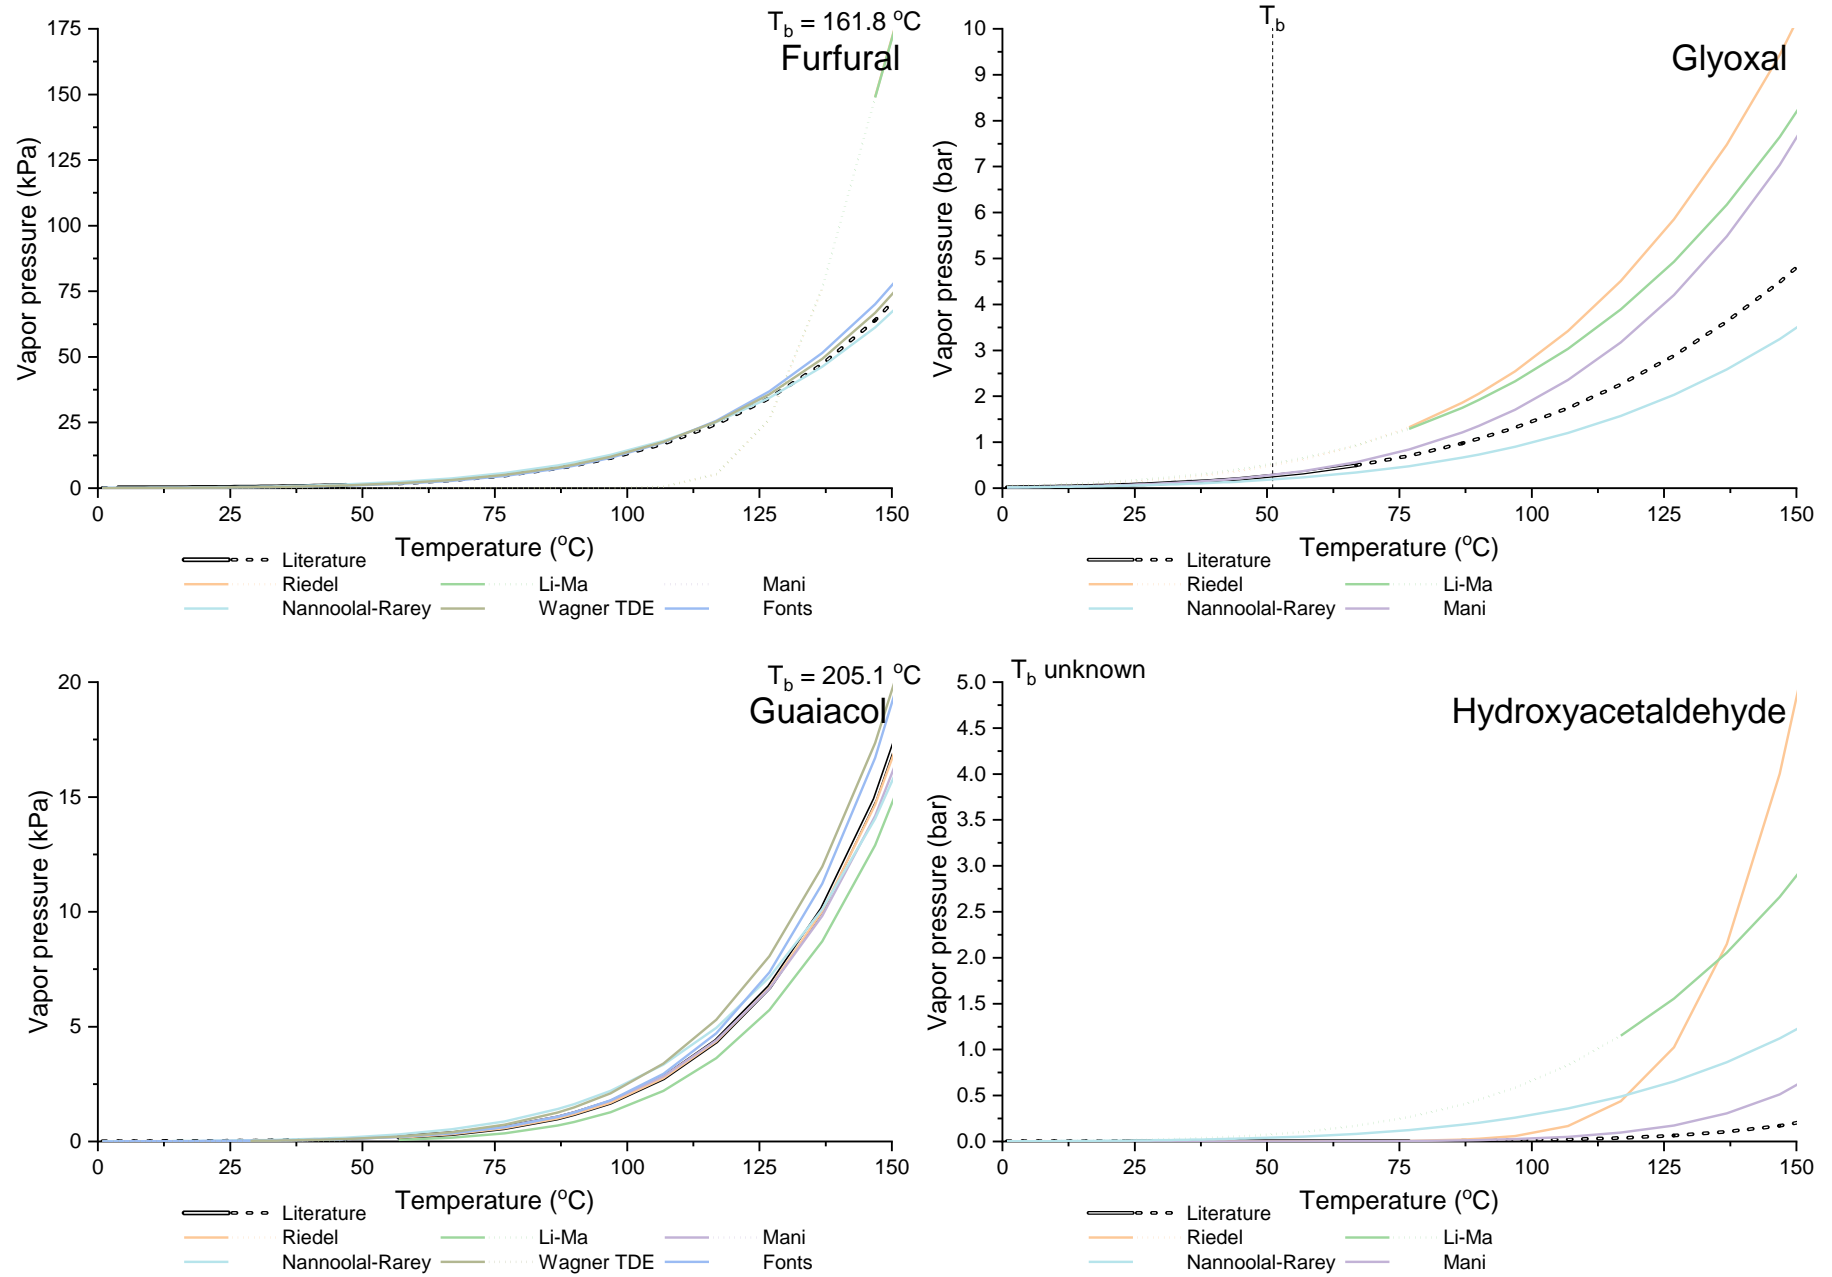 T_b = 161.8 °C
Furfural
175
150
125
100
75
50
25
0
Vapor pressure (kPa)
0 25 50 75 100 125 150
Temperature (°C)
Literature
Riedel Li-Ma Mani
Nannoolal-Rarey Wagner TDE Fonts
T_b
Glyoxal
10
9
8
7
6
5
4
3
2
1
0
Vapor pressure (bar)
0 25 50 75 100 125 150
Temperature (°C)
Literature
Riedel Li-Ma
Nannoolal-Rarey Mani
T_b = 205.1 °C
Guaiacol
20
15
10
5
0
Vapor pressure (kPa)
0 25 50 75 100 125 150
Temperature (°C)
Literature
Riedel Li-Ma Mani
Nannoolal-Rarey Wagner TDE Fonts
T_b unknown
Hydroxyacetaldehyde
5.0
4.5
4.0
3.5
3.0
2.5
2.0
1.5
1.0
0.5
0.0
Vapor pressure (bar)
0 25 50 75 100 125 150
Temperature (°C)
Literature
Riedel Li-Ma
Nannoolal-Rarey Mani